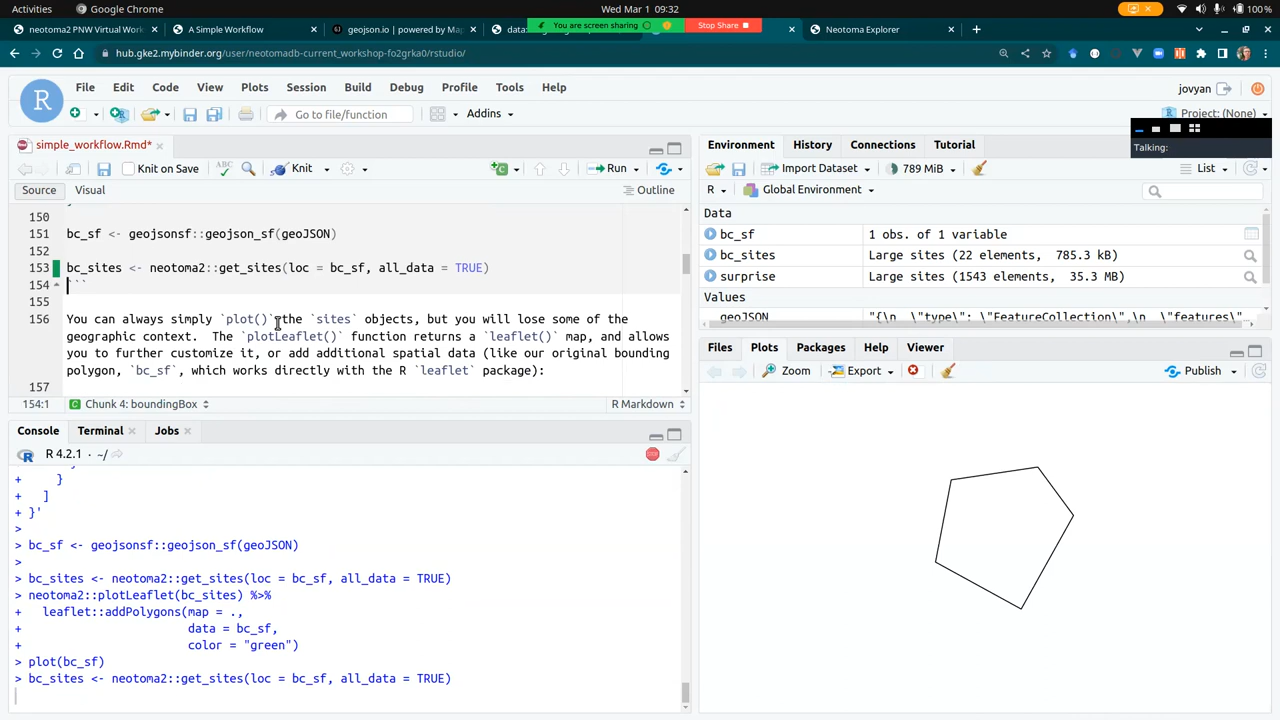 Activities
Google Chrome
Wed Mar 1 09:32
100 %
neotoma2 PNW Virtual Work
A Simple Workflow
geojson.io | powered by Map
You are screen sharing
Stop Share
Neotoma Explorer
hub.gke2.mybinder.org/user/neotomadb-current_workshop-fo2grka0/rstudio/
File Edit Code View Plots Session Build Debug Profile Tools Help
jovyan
Go to file/function
Addins
Project: (None)
Talking:
simple_workflow.Rmd*
Knit on Save
Knit
Run
Source
Visual
Outline
150
151 bc_sf <- geojsonsf::geojson_sf(geoJSON)
152
153 bc_sites <- neotoma2::get_sites(loc = bc_sf, all_data = TRUE)
154 ```
155
156 You can always simply `plot()` the `sites` objects, but you will lose some of the
geographic context.  The `plotLeaflet()` function returns a `leaflet()` map, and allows
you to further customize it, or add additional spatial data (like our original bounding
polygon, `bc_sf`, which works directly with the R `leaflet` package):
157
154:1
Chunk 4: boundingBox
R Markdown
Console
Terminal
Jobs
R 4.2.1 · ~/
+ }
+ ]
+ }'
>
> bc_sf <- geojsonsf::geojson_sf(geoJSON)
>
> bc_sites <- neotoma2::get_sites(loc = bc_sf, all_data = TRUE)
> neotoma2::plotLeaflet(bc_sites) %>%
+ leaflet::addPolygons(map = .,
+ data = bc_sf,
+ color = "green")
> plot(bc_sf)
> bc_sites <- neotoma2::get_sites(loc = bc_sf, all_data = TRUE)
Environment
History
Connections
Tutorial
Import Dataset
789 MiB
List
R
Global Environment
Data
bc_sf 1 obs. of 1 variable
bc_sites Large sites (22 elements, 785.3 kB)
surprise Large sites (1543 elements, 35.3 MB)
Values
geoJSON "{\n \"type\": \"FeatureCollection\",\n \"features\"…
Files
Plots
Packages
Help
Viewer
Zoom
Export
Publish